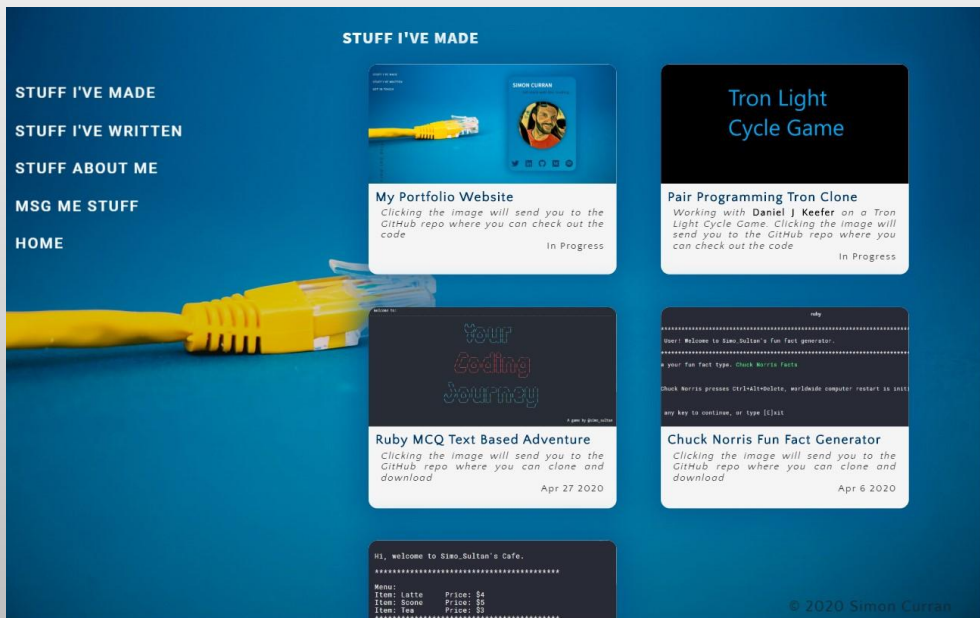 STUFF I'VE MADE
STUFF I'VE MADE
STUFF I'VE WRITTEN
STUFF ABOUT ME
MSG ME STUFF
HOME
SIMON CURRAN
My Portfolio Website
Clicking the image will send you to the
GitHub repo where you can check out the
code
In Progress
Tron Light
Cycle Game
Pair Programming Tron Clone
Working with Daniel J Keefer on a Tron
Light Cycle Game. Clicking the image will
send you to the GitHub repo where you
can check out the code
In Progress
Welcome to:
Your
Coding
Journey
A game by @simo_sultan
Ruby MCQ Text Based Adventure
Clicking the image will send you to the
GitHub repo where you can clone and
download
Apr 27 2020
ruby
User! Welcome to Simo_Sultan's fun fact generator.
your fun fact type. Chuck Norris Facts
Chuck Norris presses Ctrl+Alt+Delete, worldwide computer restart is
any key to continue, or type [E]xit
Chuck Norris Fun Fact Generator
Clicking the image will send you to the
GitHub repo where you can clone and
download
Apr 6 2020
Hi, welcome to Simo_Sultan's Cafe.
******************************************
Menu:
Item: Latte Price: $4
Item: Scone Price: $5
Item: Tea Price: $3
******************************************
© 2020 Simon Curran